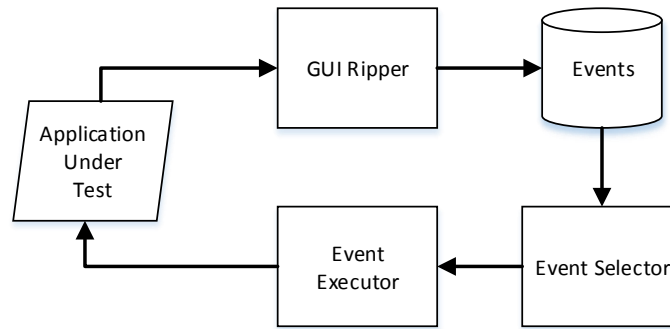 GUI Ripper
Events
Application
Under
Test
Event
Executor
Event Selector